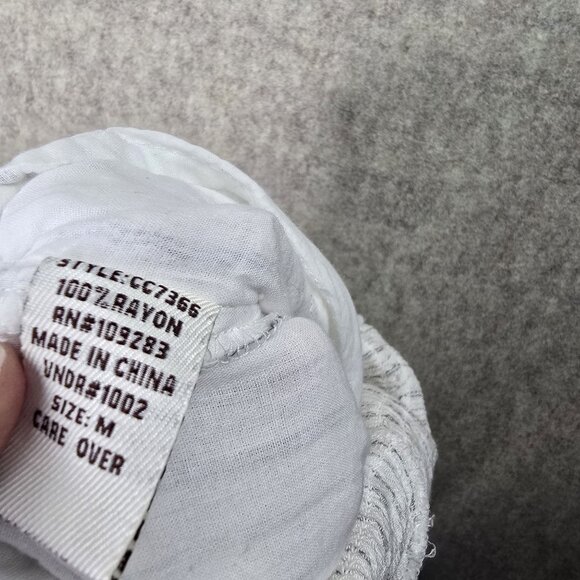 STYLE:CC7366
100%RAYON
RN#109283
MADE IN CHINA
VNDR#1002
SIZE: M
CARE OVER